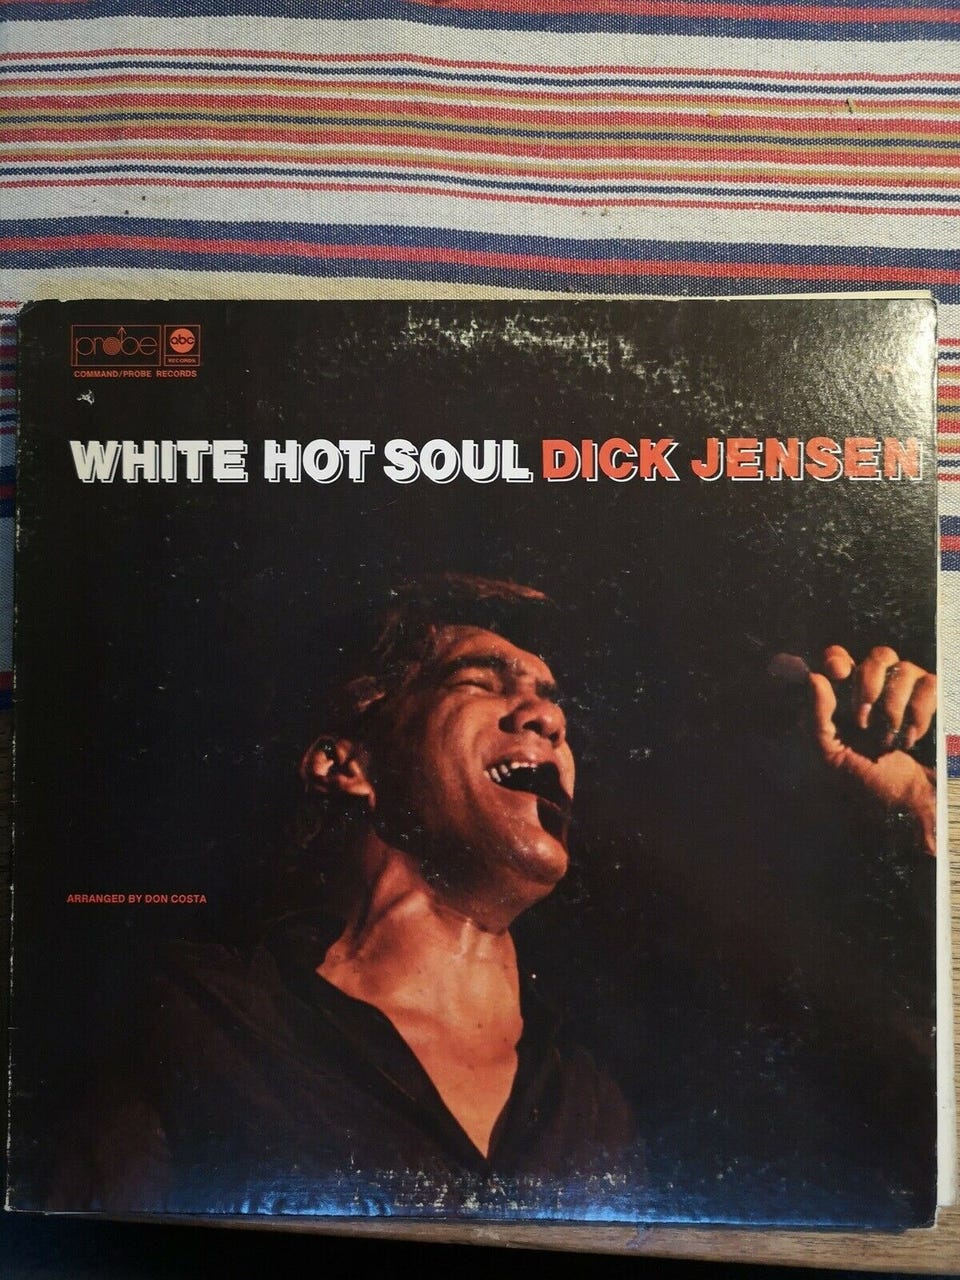 probe abc
RECORDS
COMMAND/PROBE RECORDS
WHITE HOT SOUL DICK JENSEN
ARRANGED BY DON COSTA